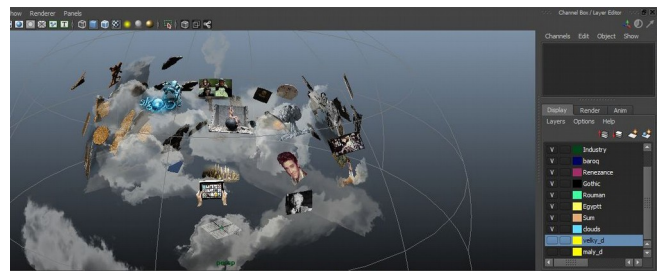 how Renderer Panels
Channel Box / Layer Editor
Channels Edit Object Show
Display Render Anim
Layers Options Help
V Industry
V baroq
V Renezance
V Gothic
V Rouman
V Egyptt
V Sum
V clouds
velky_d
maly_d
persp